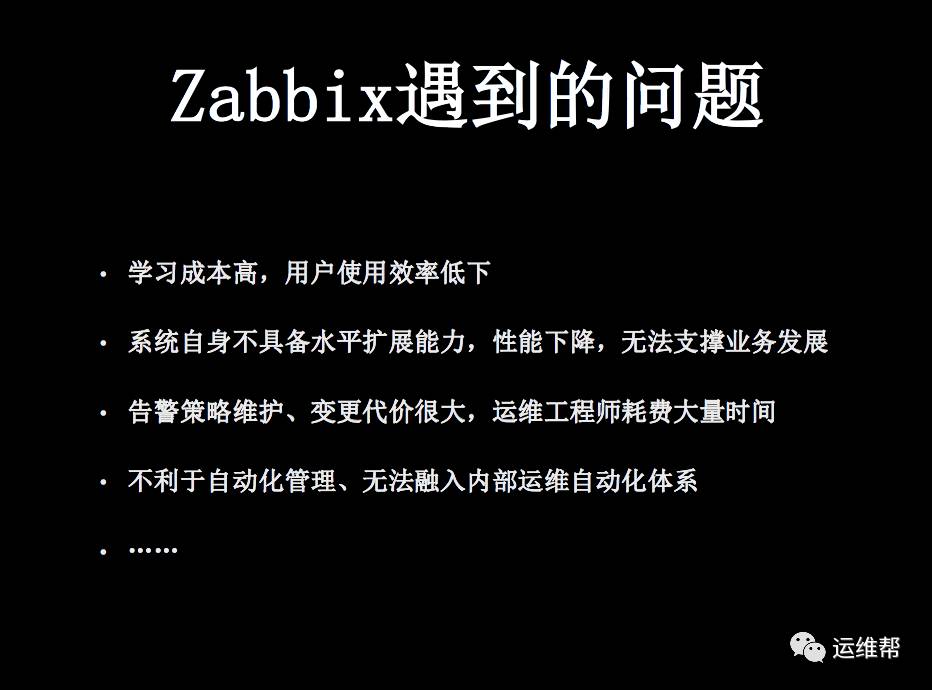 Zabbix遇到的问题
• 学习成本高，用户使用效率低下
• 系统自身不具备水平扩展能力，性能下降，无法支撑业务发展
• 告警策略维护、变更代价很大，运维工程师耗费大量时间
• 不利于自动化管理、无法融入内部运维自动化体系
• ……
运维帮